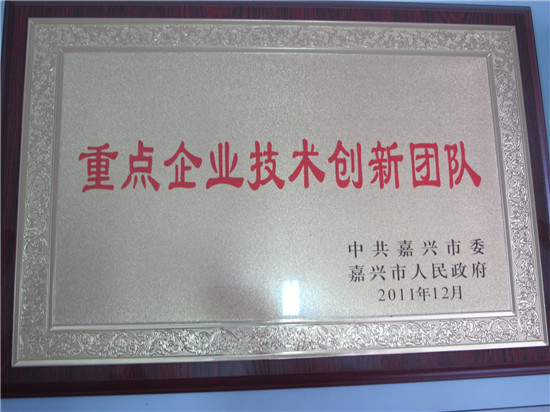 重点企业技术创新团队
中共嘉兴市委
嘉兴市人民政府
2011年12月